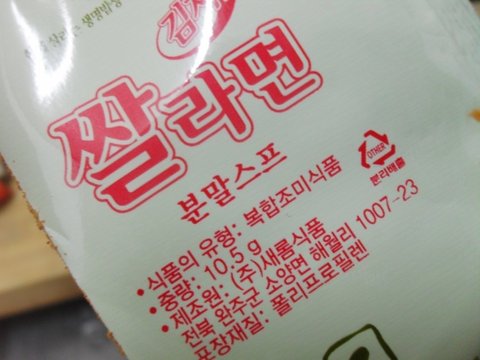 김치
쌀라면
분말스프
OTHER
분리배출
• 식품의 유형: 복합조미식품
• 중량: 10.5 g
• 제조원: (주)새롬식품
전북 완주군 소양면 해월리 1007-23
포장재질: 폴리프로필렌